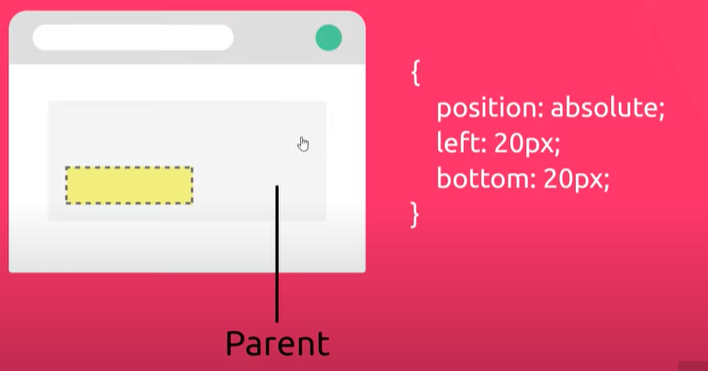 {
position: absolute;
left: 20px;
bottom: 20px;
}
Parent